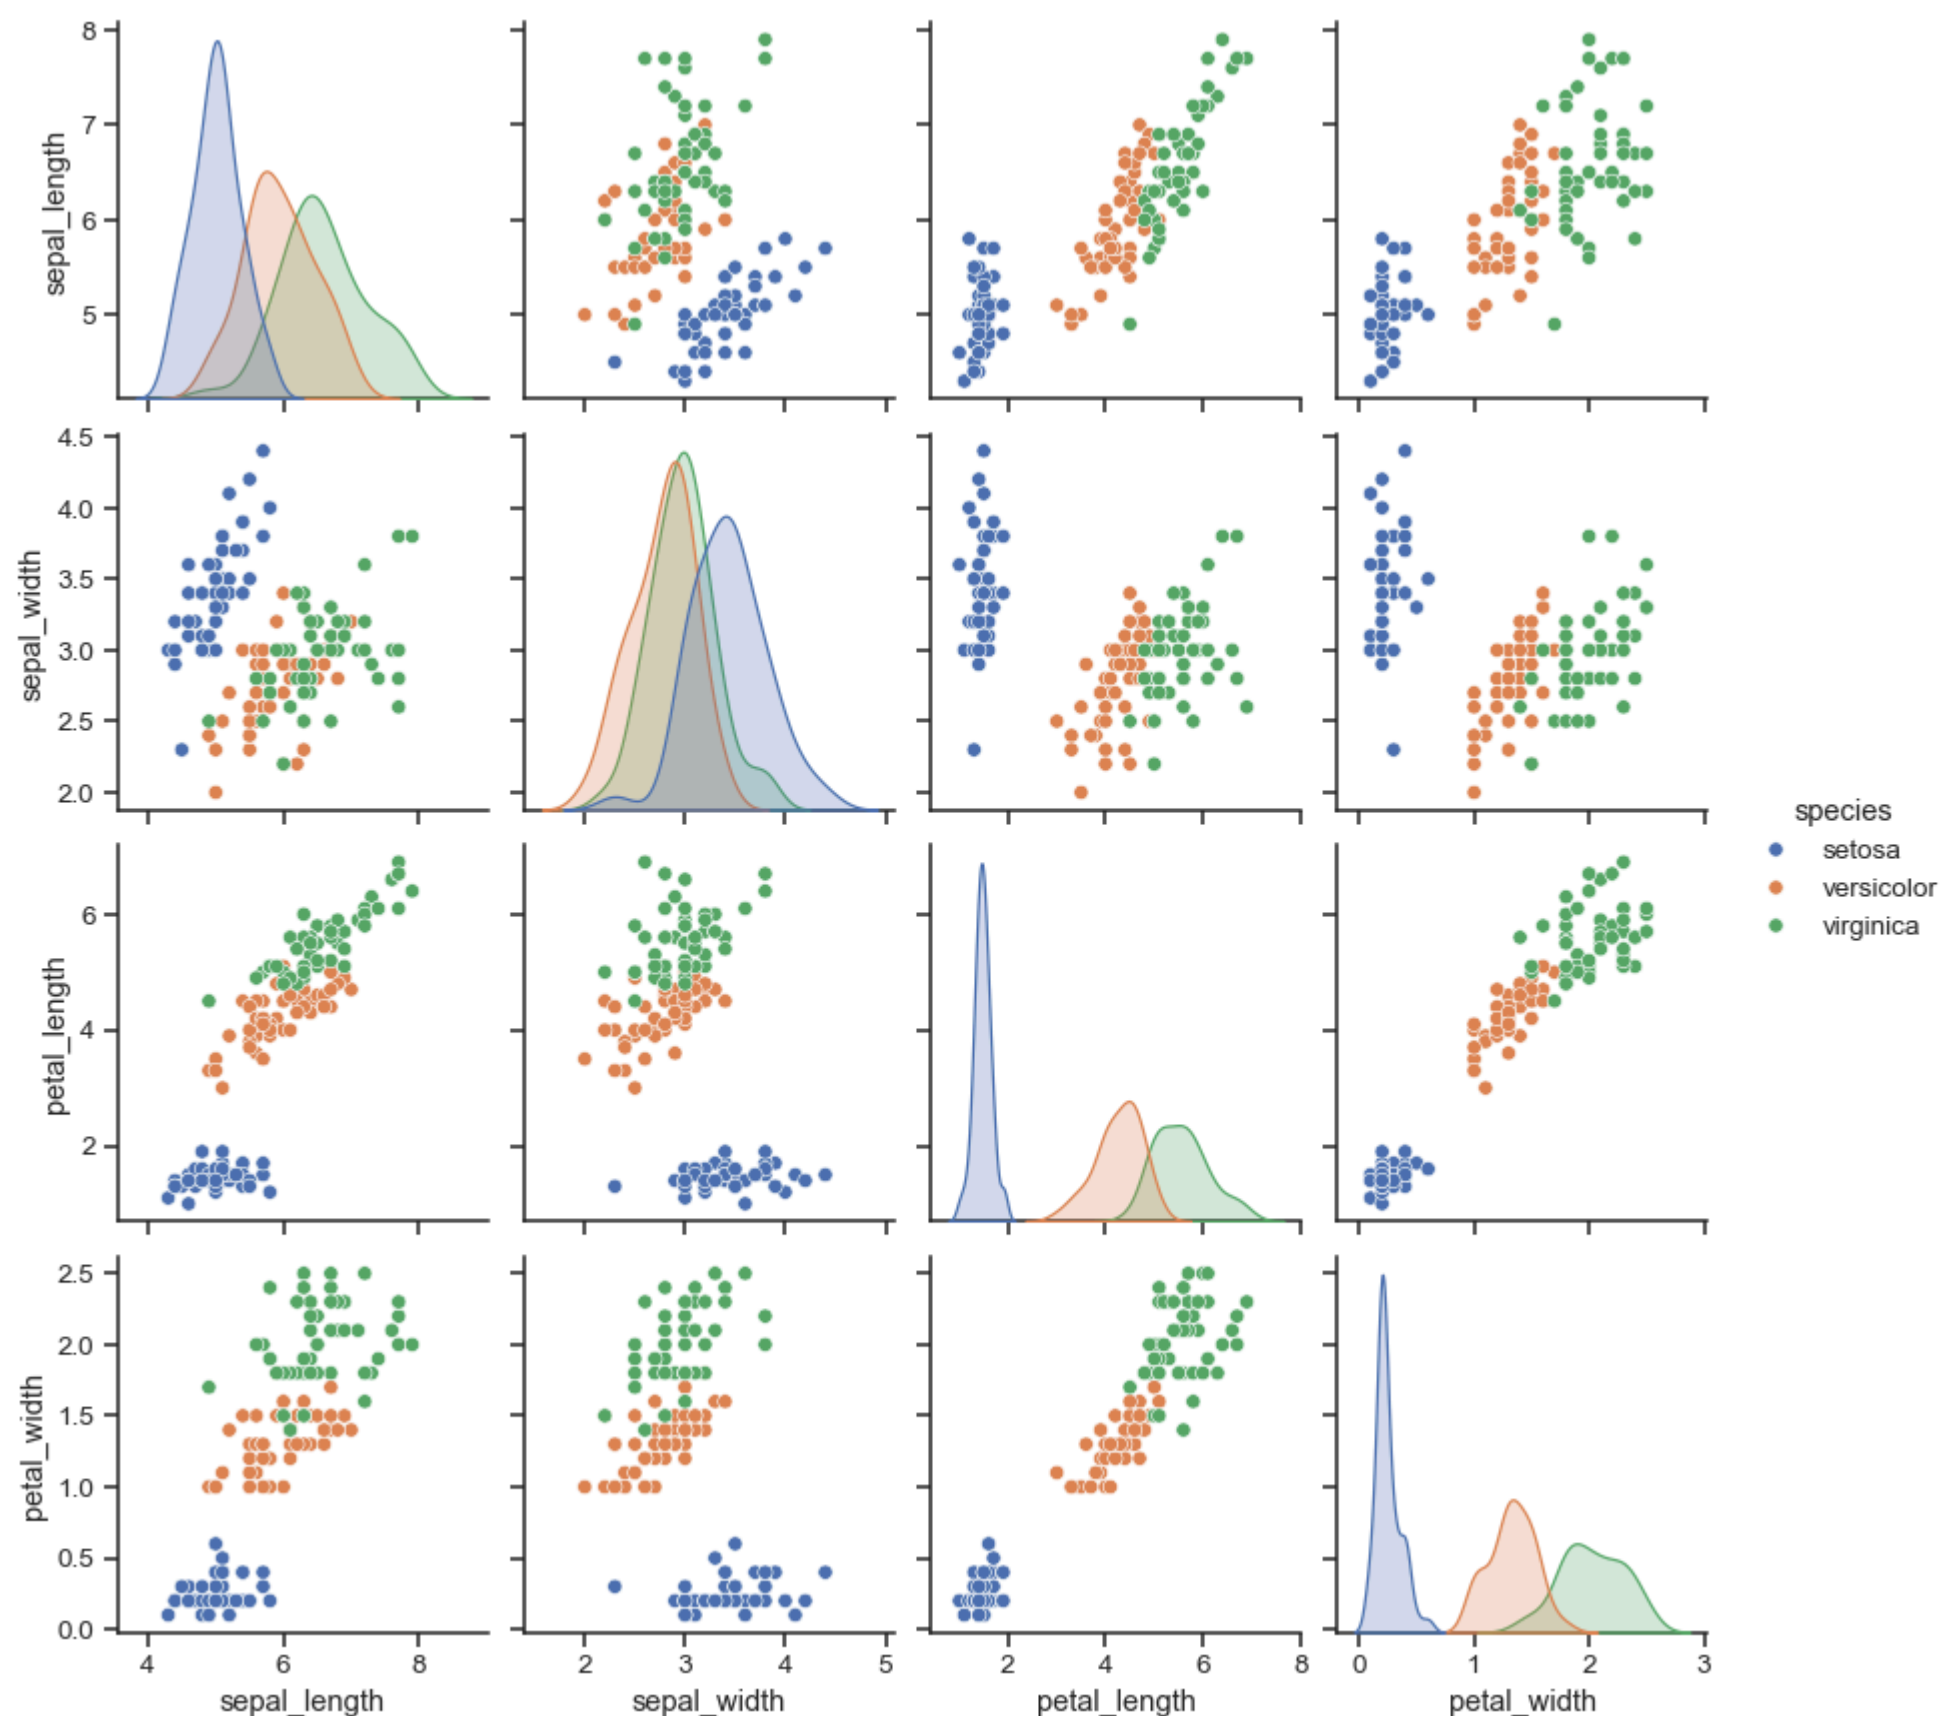 8
7
6
5
sepal_length
4.5
4.0
3.5
3.0
2.5
2.0
sepal_width
species
setosa
versicolor
virginica
6
4
2
petal_length
2.5
2.0
1.5
1.0
0.5
0.0
petal_width
4 6 8 2 3 4 5 2 4 6 8 0 1 2 3
sepal_length sepal_width petal_length petal_width